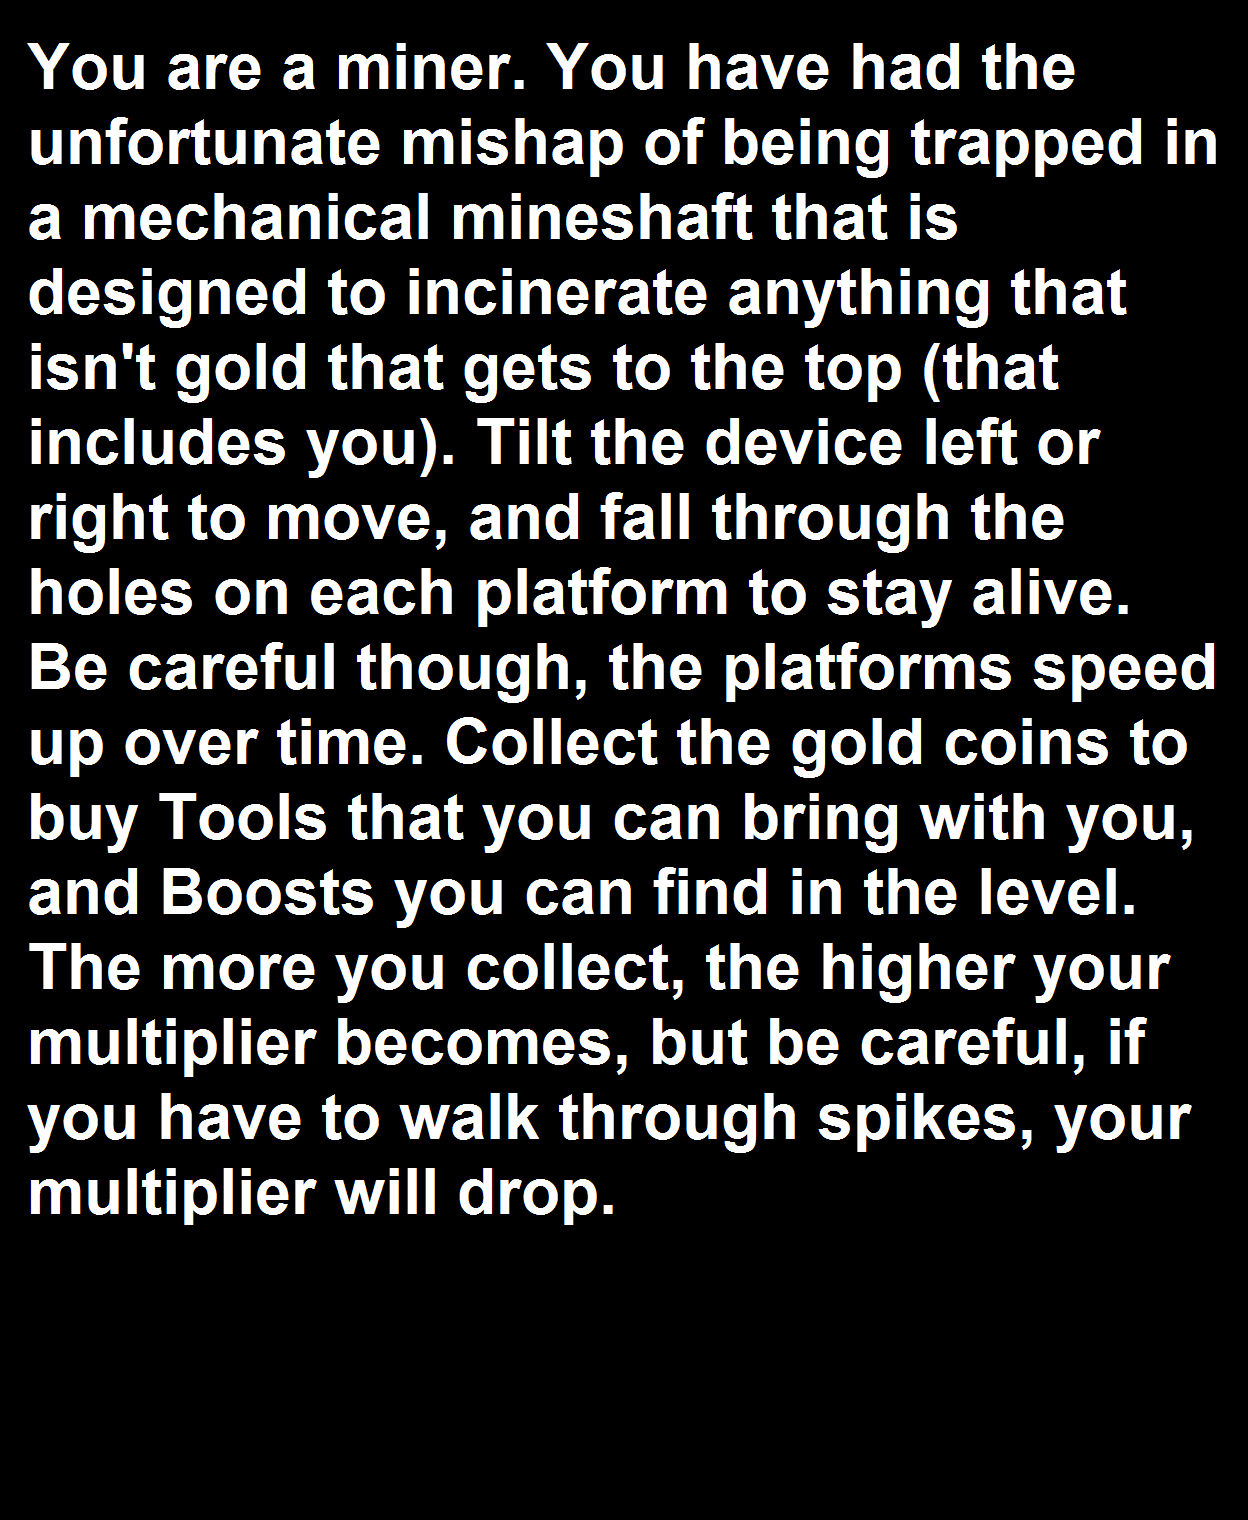 You are a miner. You have had the
unfortunate mishap of being trapped in
a mechanical mineshaft that is
designed to incinerate anything that
isn't gold that gets to the top (that
includes you). Tilt the device left or
right to move, and fall through the
holes on each platform to stay alive.
Be careful though, the platforms speed
up over time. Collect the gold coins to
buy Tools that you can bring with you,
and Boosts you can find in the level.
The more you collect, the higher your
multiplier becomes, but be careful, if
you have to walk through spikes, your
multiplier will drop.